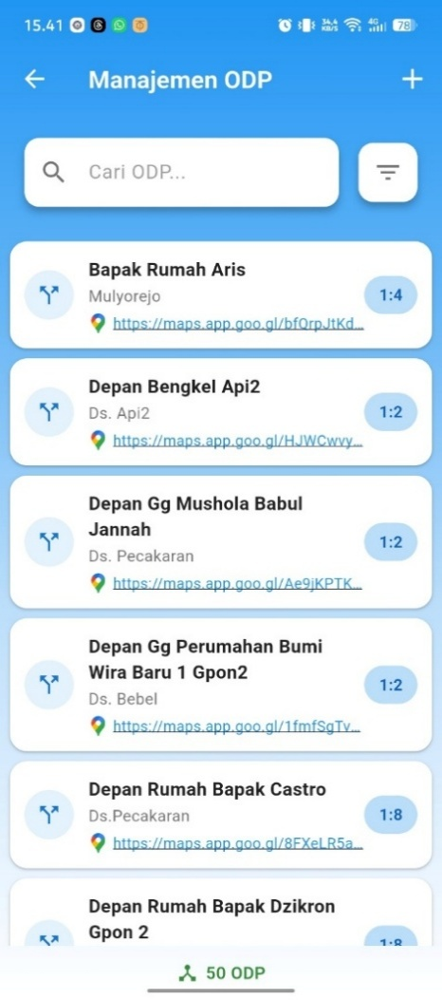 15.41
34,4
KB/S
4G
78
Manajemen ODP
Cari ODP...
Bapak Rumah Aris
Mulyorejo
1:4
https://maps.app.goo.gl/bfQrpJtKd...
Depan Bengkel Api2
Ds. Api2
1:2
https://maps.app.goo.gl/HJWCwvy...
Depan Gg Mushola Babul
Jannah
1:2
Ds. Pecakaran
https://maps.app.goo.gl/Ae9jKPTK...
Depan Gg Perumahan Bumi
Wira Baru 1 Gpon2
1:2
Ds. Bebel
https://maps.app.goo.gl/1fmfSgTv...
Depan Rumah Bapak Castro
Ds.Pecakaran
1:8
https://maps.app.goo.gl/8FXeLR5a...
Depan Rumah Bapak Dzikron
Gpon 2
1:8
50 ODP